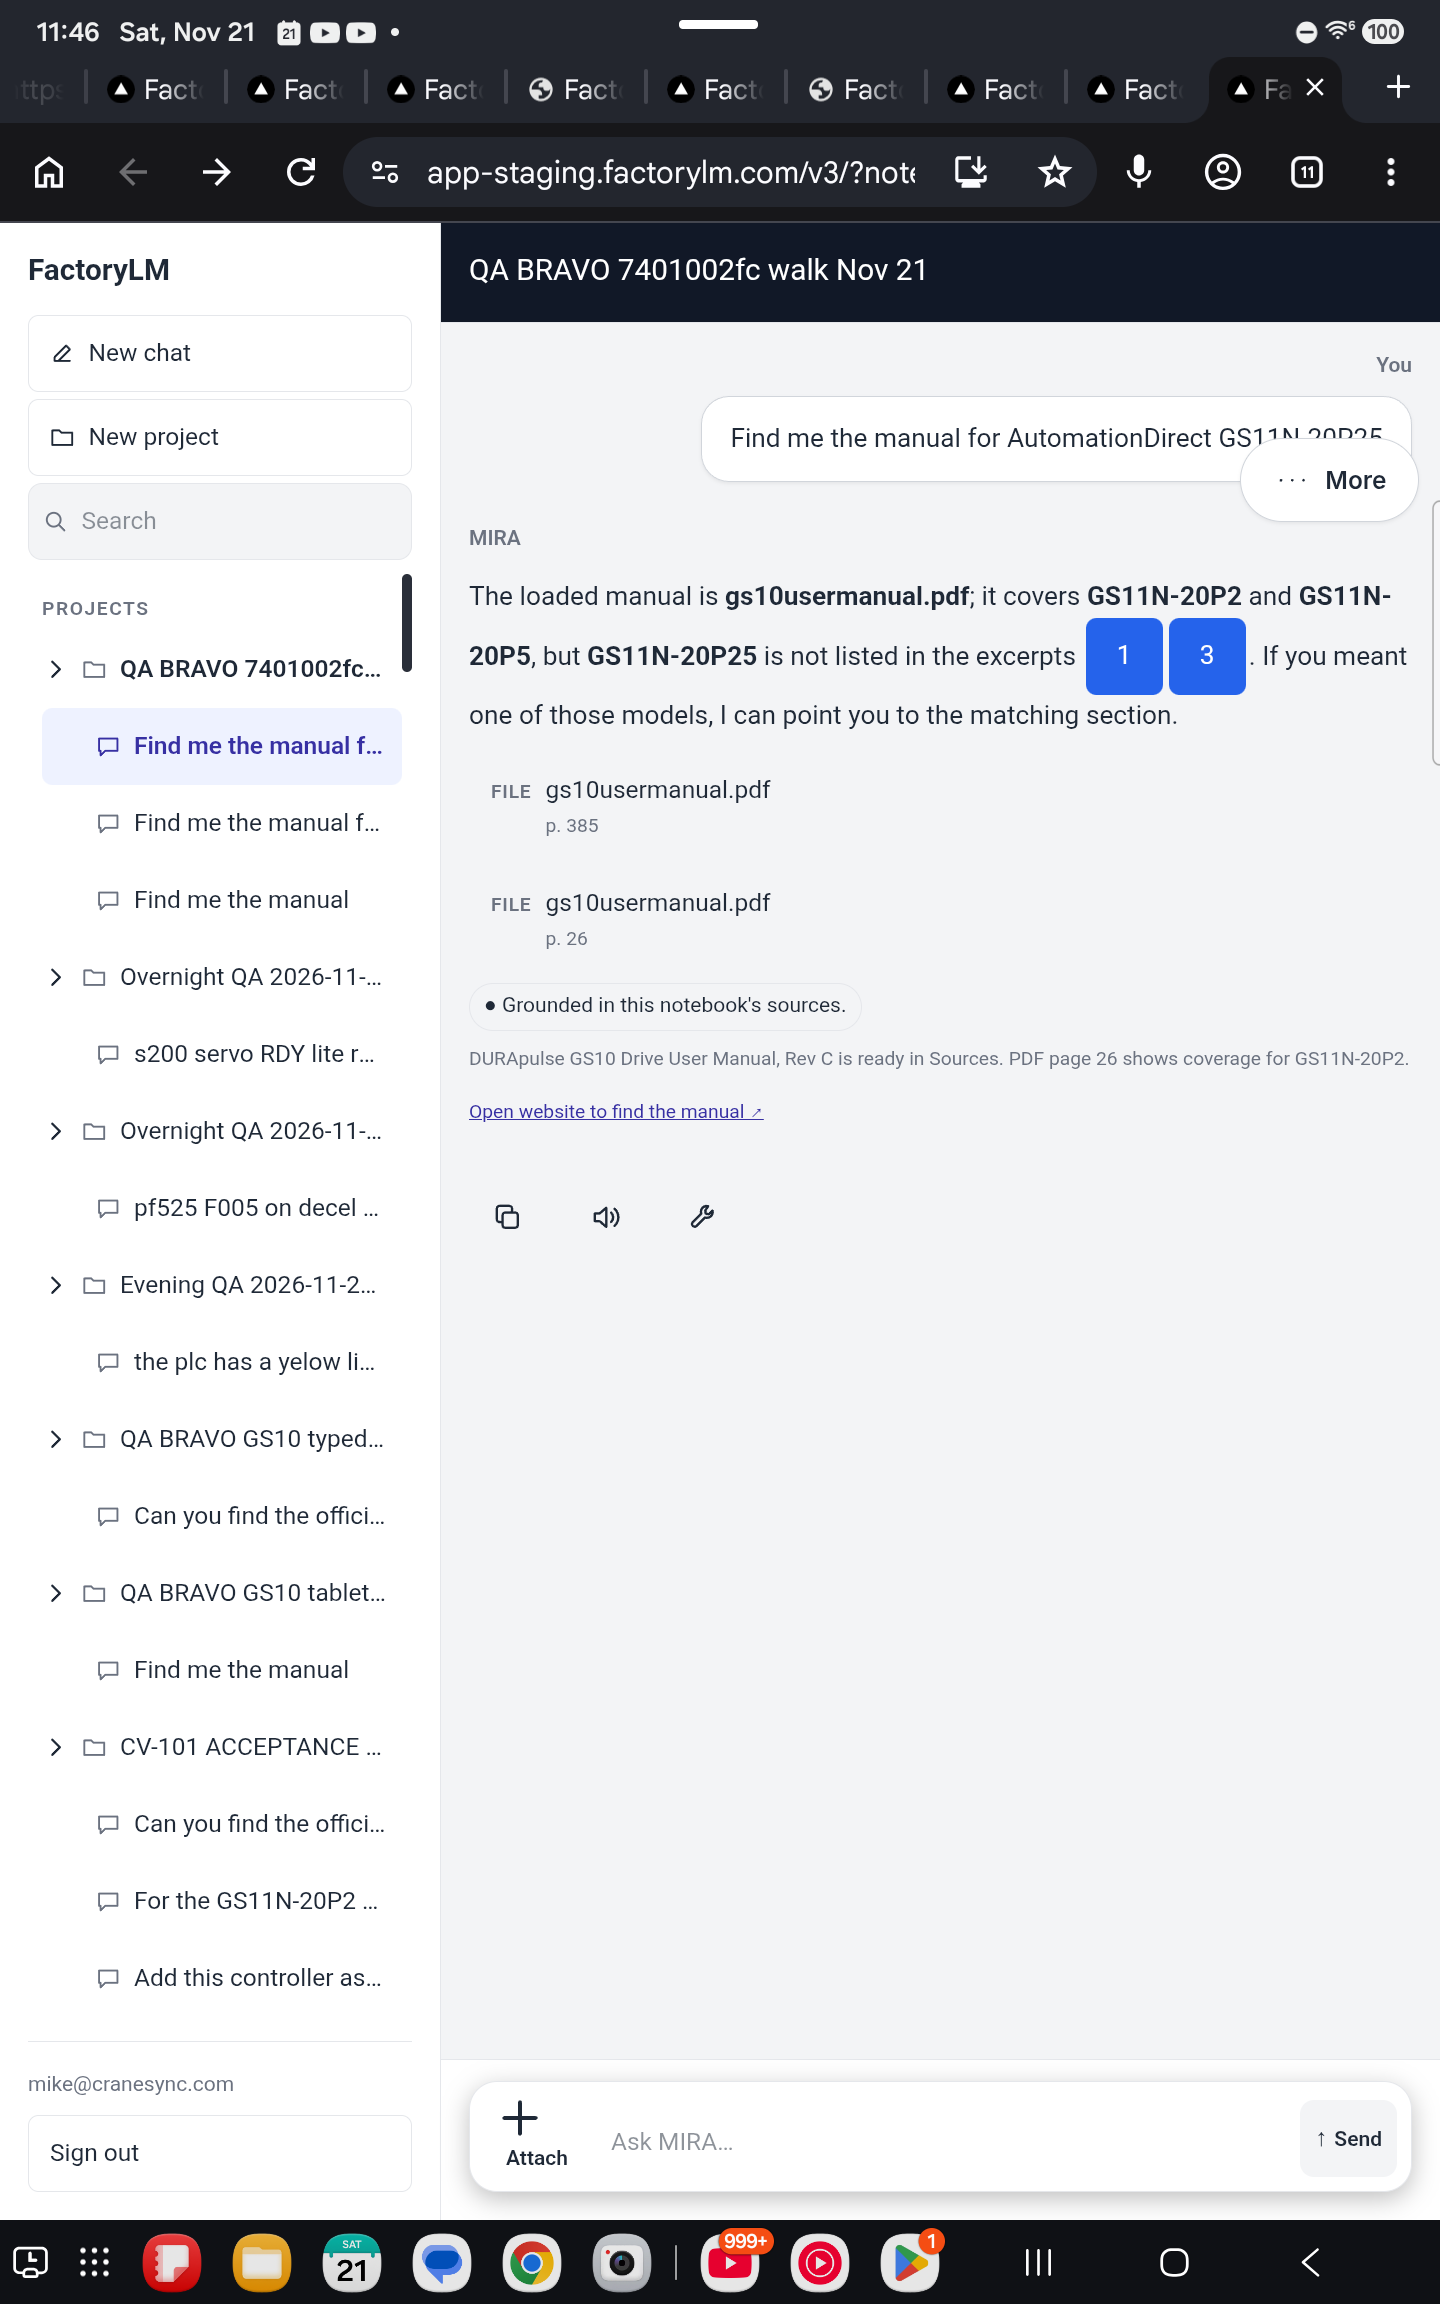 11:46 Sat, Nov 21 21
Facto
Facto
Facto
Facto
Facto
Facto
Facto
Facto
Fa
app-staging.factorylm.com/v3/?note
11
100
6
FactoryLM
New chat
New project
Search
PROJECTS
QA BRAVO 7401002fc...
Find me the manual f...
Find me the manual f...
Find me the manual
Overnight QA 2026-11-...
s200 servo RDY lite r...
Overnight QA 2026-11-...
pf525 F005 on decel ...
Evening QA 2026-11-2...
the plc has a yelow li...
QA BRAVO GS10 typed...
Can you find the offici...
QA BRAVO GS10 tablet...
Find me the manual
CV-101 ACCEPTANCE ...
Can you find the offici...
For the GS11N-20P2 ...
Add this controller as...
mike@cranesync.com
Sign out
QA BRAVO 7401002fc walk Nov 21
You
Find me the manual for AutomationDirect GS11N-20P25
··· More
MIRA
The loaded manual is gs10usermanual.pdf; it covers GS11N-20P2 and GS11N-
20P5, but GS11N-20P25 is not listed in the excerpts 1 3 . If you meant
one of those models, I can point you to the matching section.
FILE gs10usermanual.pdf
p. 385
FILE gs10usermanual.pdf
p. 26
• Grounded in this notebook's sources.
DURApulse GS10 Drive User Manual, Rev C is ready in Sources. PDF page 26 shows coverage for GS11N-20P2.
Open website to find the manual ↗
Attach
Ask MIRA...
↑ Send
SAT
21
999+
1